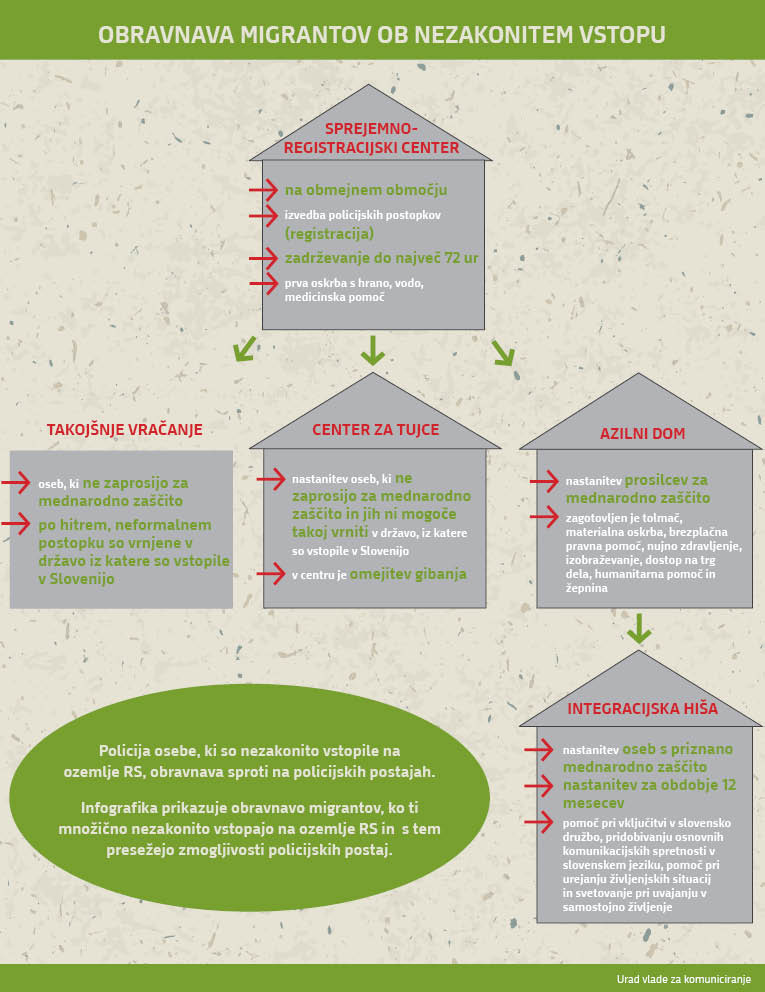 OBRAVNAVA MIGRANTOV OB NEZAKONITEM VSTOPU
SPREJEMNO-
REGISTRACIJSKI CENTER
na obmejnem območju
izvedba policijskih postopkov
(registracija)
zadrževanje do največ 72 ur
prva oskrba s hrano, vodo,
medicinska pomoč
TAKOJŠNJE VRAČANJE
oseb, ki ne zaprosijo za
mednarodno zaščito
po hitrem, neformalnem
postopku so vrnjene v
državo iz katere so vstopile
v Slovenijo
CENTER ZA TUJCE
nastanitev oseb, ki ne
zaprosijo za mednarodno
zaščito in jih ni mogoče
takoj vrniti v državo, iz katere
so vstopile v Slovenijo
v centru je omejitev gibanja
AZILNI DOM
nastanitev prosilcev za
mednarodno zaščito
zagotovljen je tolmač,
materialna oskrba, brezplačna
pravna pomoč, nujno zdravljenje,
izobraževanje, dostop na trg
dela, humanitarna pomoč in
žepnina
INTEGRACIJSKA HIŠA
nastanitev oseb s priznano
mednarodno zaščito
nastanitev za obdobje 12
mesecev
pomoč pri vključitvi v slovensko
družbo, pridobivanju osnovnih
komunikacijskih spretnosti v
slovenskem jeziku, pomoč pri
urejanju življenjskih situacij
in svetovanje pri uvajanju v
samostojno življenje
Policija osebe, ki so nezakonito vstopile na
ozemlje RS, obravnava sproti na policijskih postajah.
Infografika prikazuje obravnavo migrantov, ko ti
množično nezakonito vstopajo na ozemlje RS in s tem
presežejo zmogljivosti policijskih postaj.
Urad vlade za komuniciranje